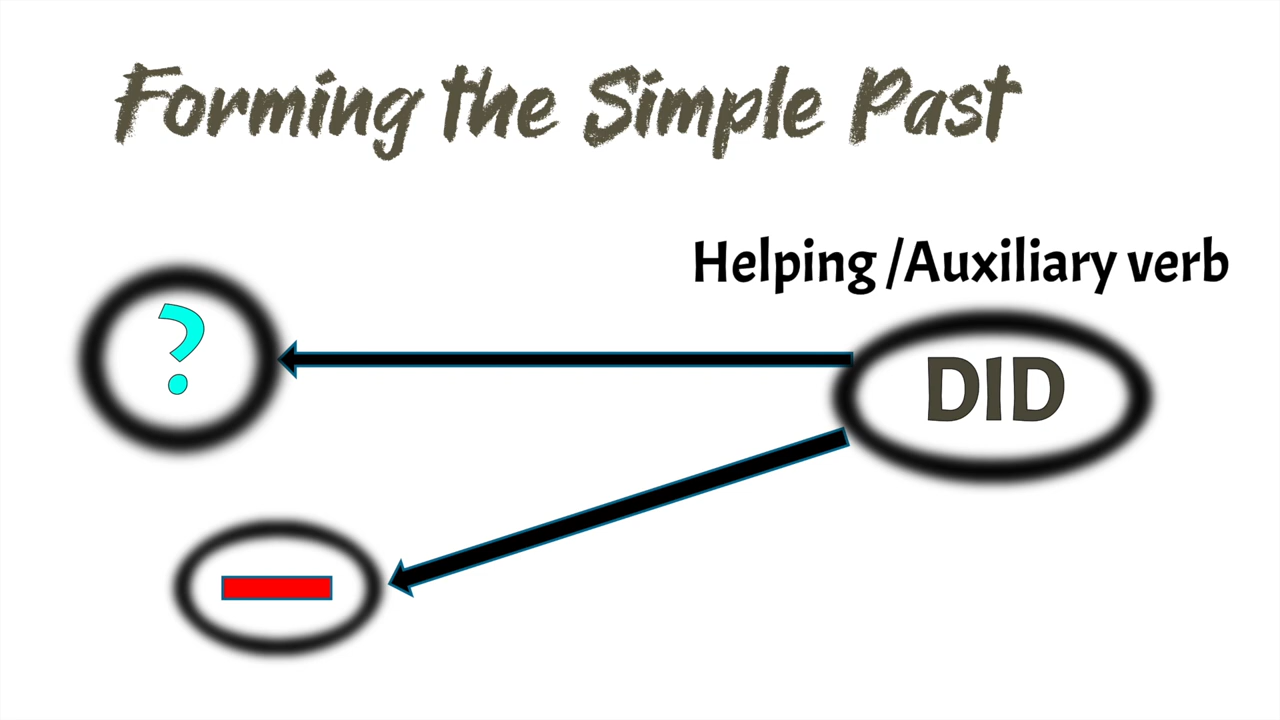 Forming the Simple Past
Helping /Auxiliary verb
?
DID